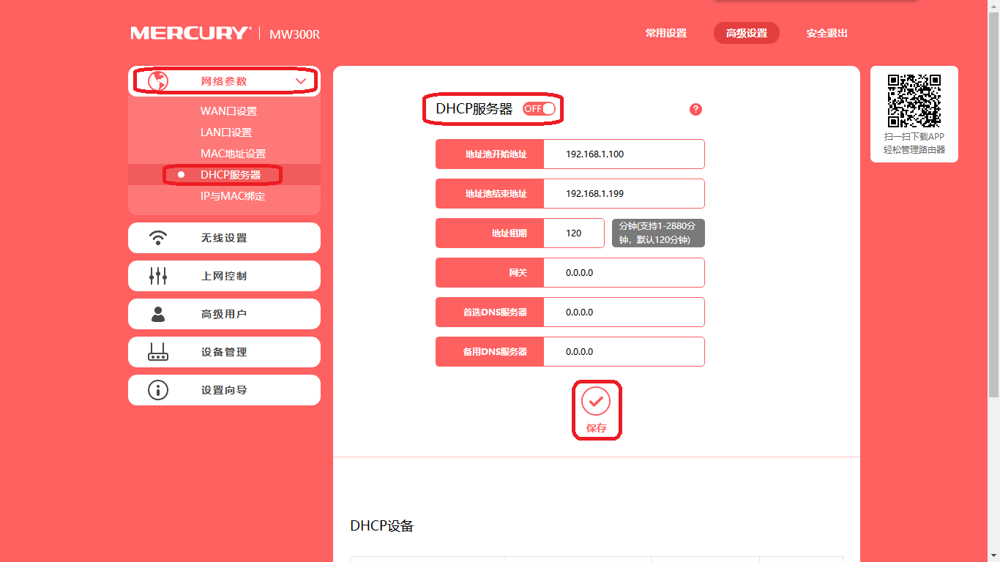 MERCURY® MW300R
常用设置 高级设置 安全退出
网络参数
WAN口设置
LAN口设置
MAC地址设置
DHCP服务器
IP与MAC绑定
无线设置
上网控制
高级用户
设备管理
设置向导
DHCP服务器 OFF
?
地址池开始地址 192.168.1.100
地址池结束地址 192.168.1.199
地址租期 120
分钟(支持1-2880分
钟，默认120分钟)
网关 0.0.0.0
首选DNS服务器 0.0.0.0
备用DNS服务器 0.0.0.0
保存
DHCP设备
扫一扫下载APP
轻松管理路由器